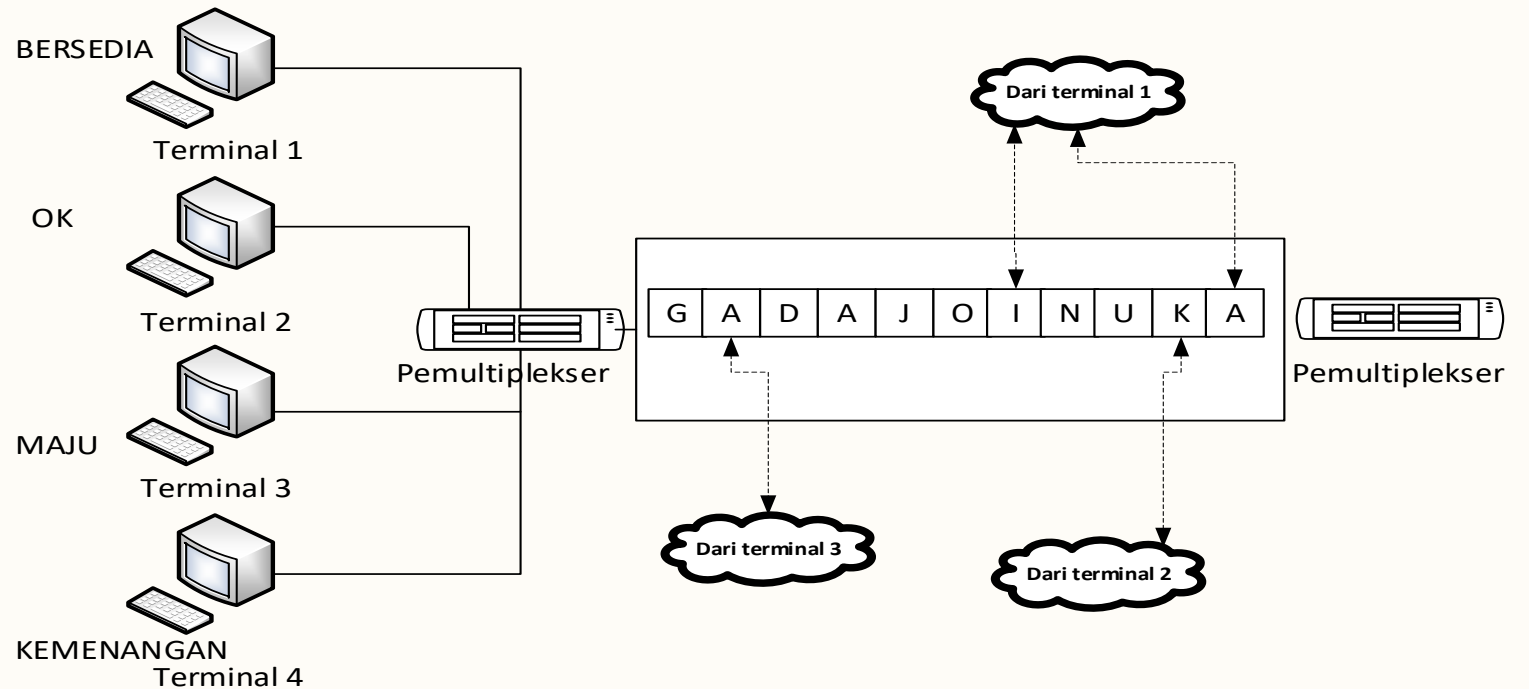 BERSEDIA
Terminal 1
OK
Terminal 2
MAJU
Terminal 3
KEMENANGAN
Terminal 4
Pemultiplekser
Dari terminal 1
G A D A J O I N U K A
Pemultiplekser
Dari terminal 3
Dari terminal 2